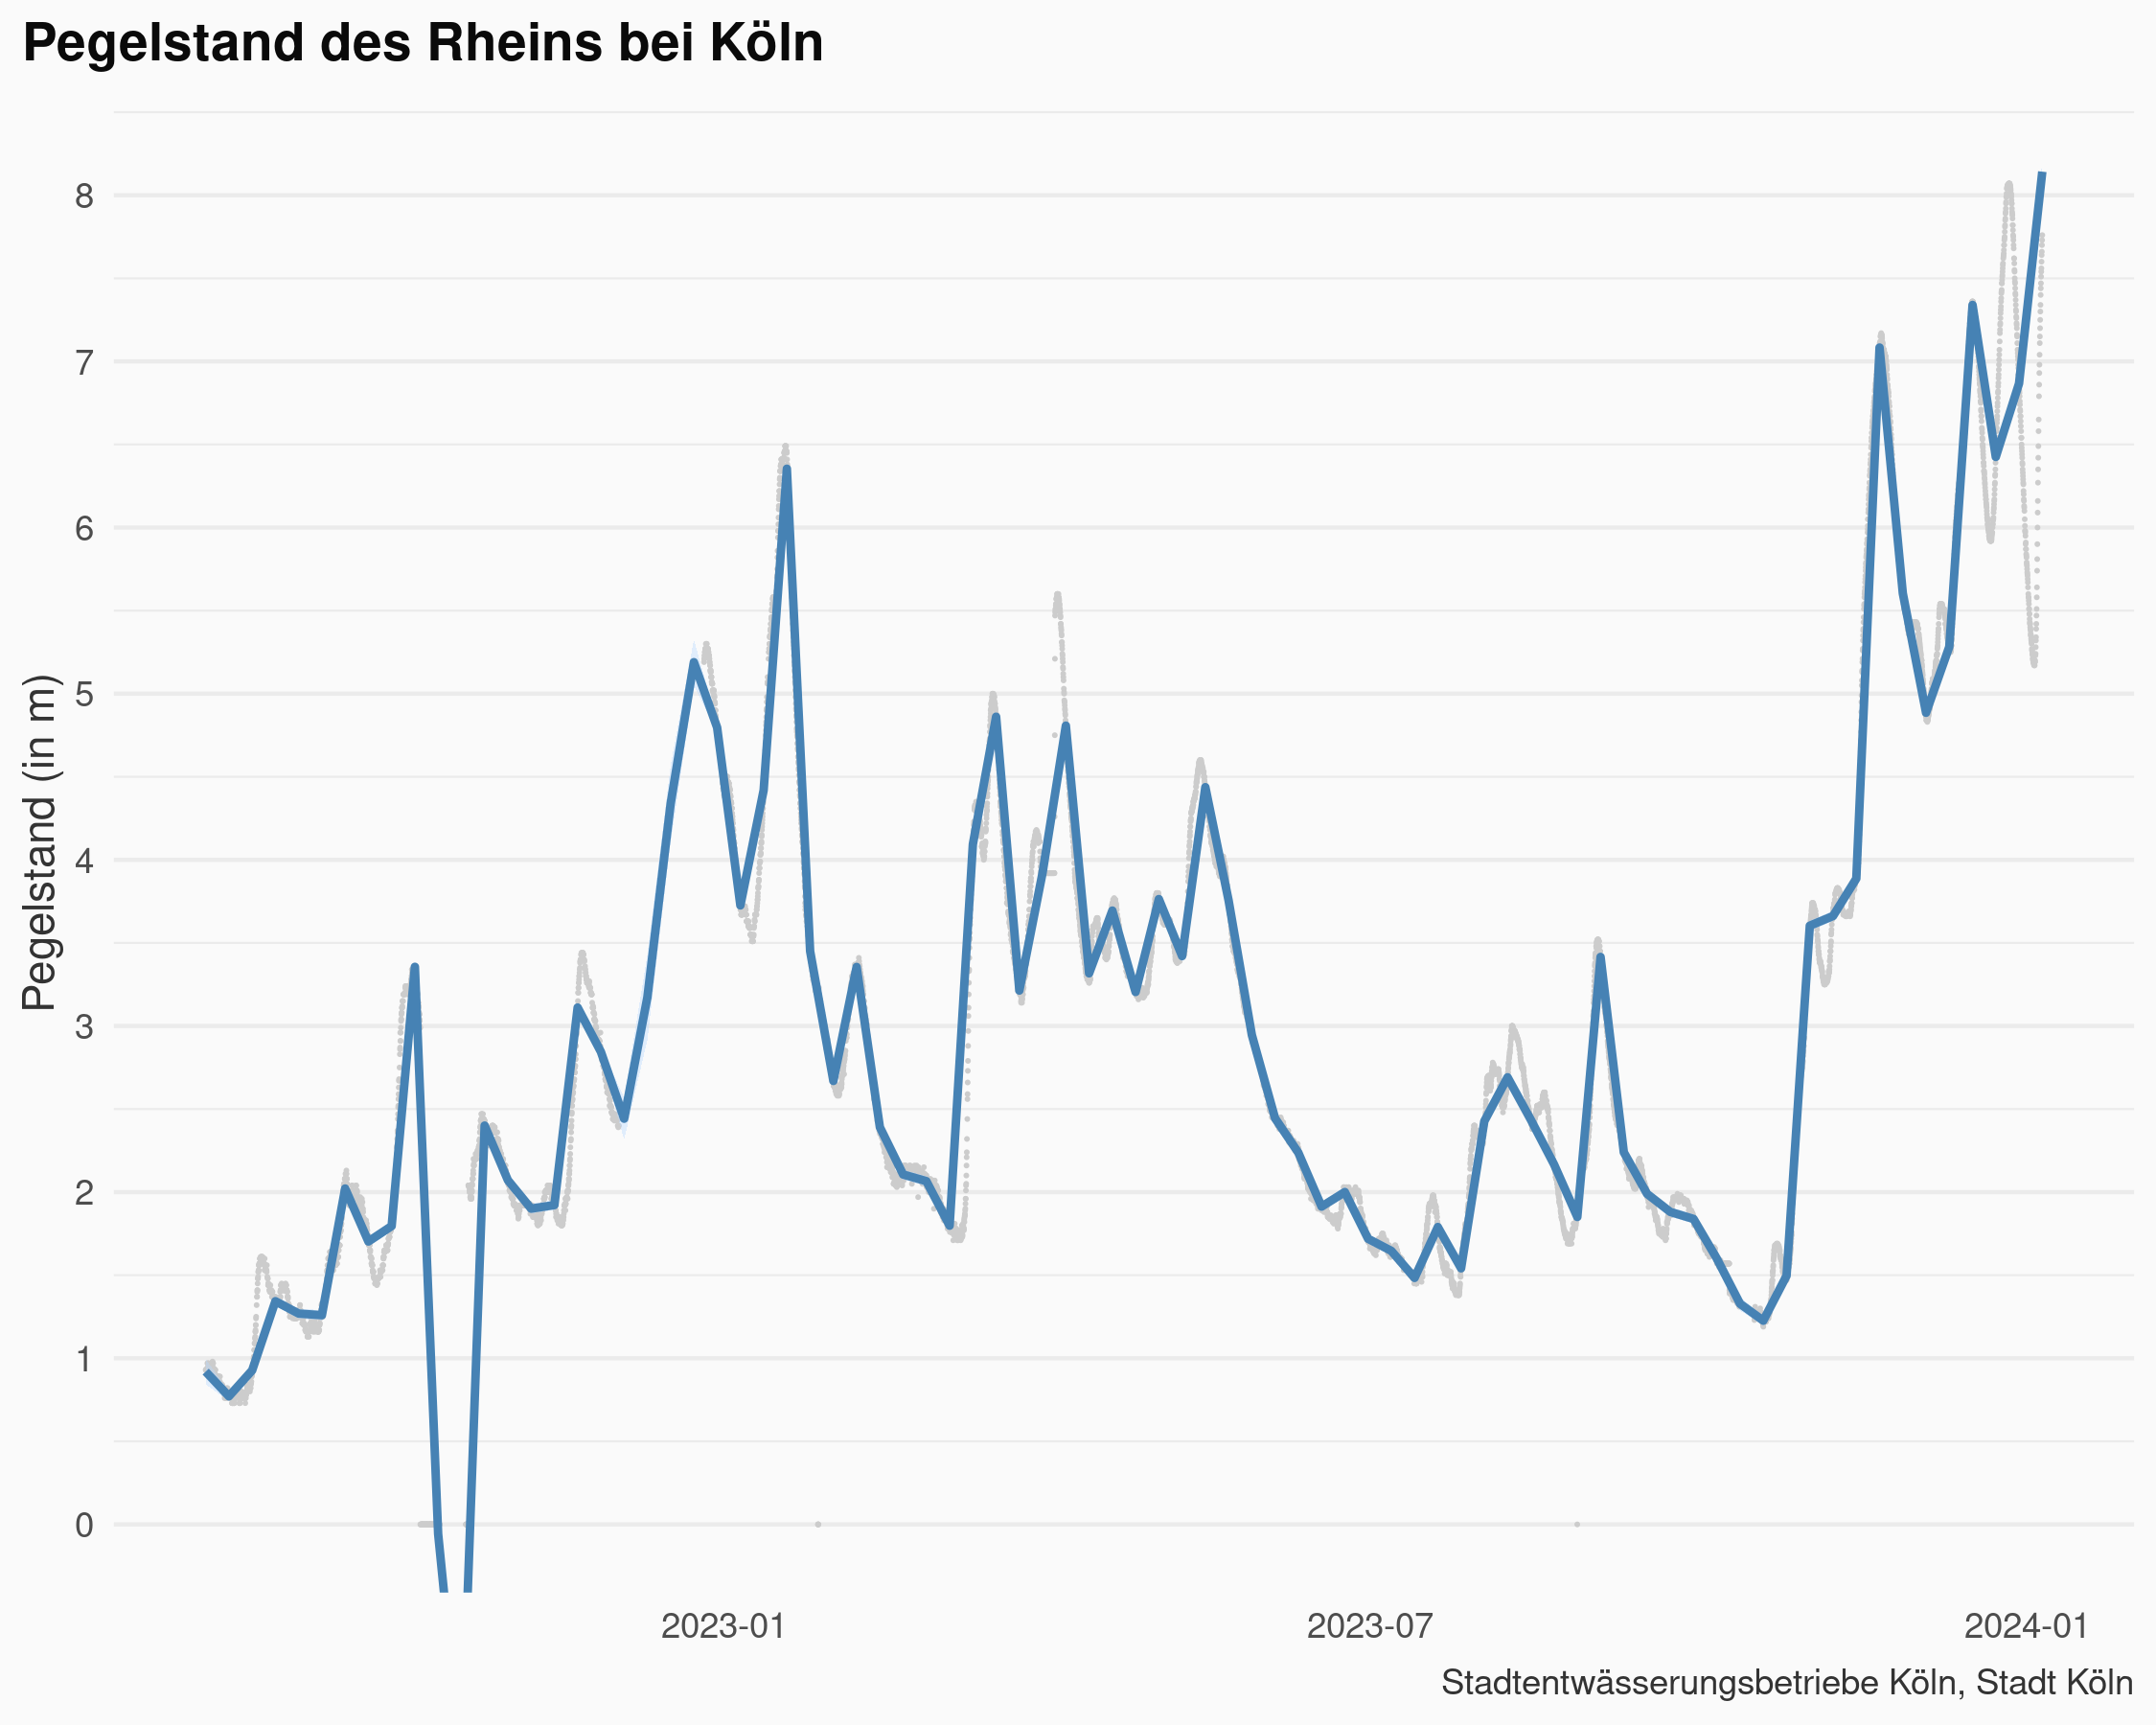 Pegelstand des Rheins bei Köln
Pegelstand (in m)
8
7
6
5
4
3
2
1
0
2023-01 2023-07 2024-01
Stadtentwässerungsbetriebe Köln, Stadt Köln